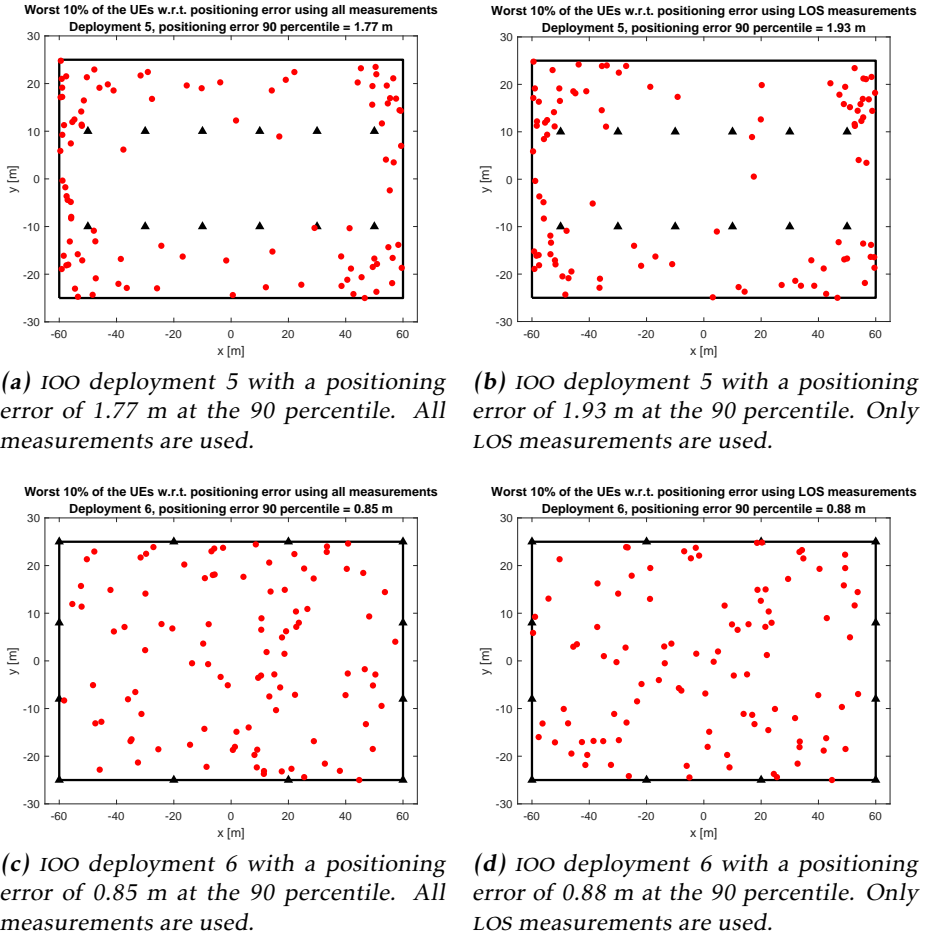 Worst 10% of the UEs w.r.t. positioning error using all measurements
Deployment 5, positioning error 90 percentile = 1.77 m
30
20
10
0
-10
-20
-30
y [m]
-60
-40
-20
0
20
40
60
x [m]
(a) IOO deployment 5 with a positioning
error of 1.77 m at the 90 percentile. All
measurements are used.
Worst 10% of the UEs w.r.t. positioning error using LOS measurements
Deployment 5, positioning error 90 percentile = 1.93 m
30
20
10
0
-10
-20
-30
y [m]
-60
-40
-20
0
20
40
60
x [m]
(b) IOO deployment 5 with a positioning
error of 1.93 m at the 90 percentile. Only
LOS measurements are used.
Worst 10% of the UEs w.r.t. positioning error using all measurements
Deployment 6, positioning error 90 percentile = 0.85 m
30
20
10
0
-10
-20
-30
y [m]
-60
-40
-20
0
20
40
60
x [m]
(c) IOO deployment 6 with a positioning
error of 0.85 m at the 90 percentile. All
measurements are used.
Worst 10% of the UEs w.r.t. positioning error using LOS measurements
Deployment 6, positioning error 90 percentile = 0.88 m
30
20
10
0
-10
-20
-30
y [m]
-60
-40
-20
0
20
40
60
x [m]
(d) IOO deployment 6 with a positioning
error of 0.88 m at the 90 percentile. Only
LOS measurements are used.